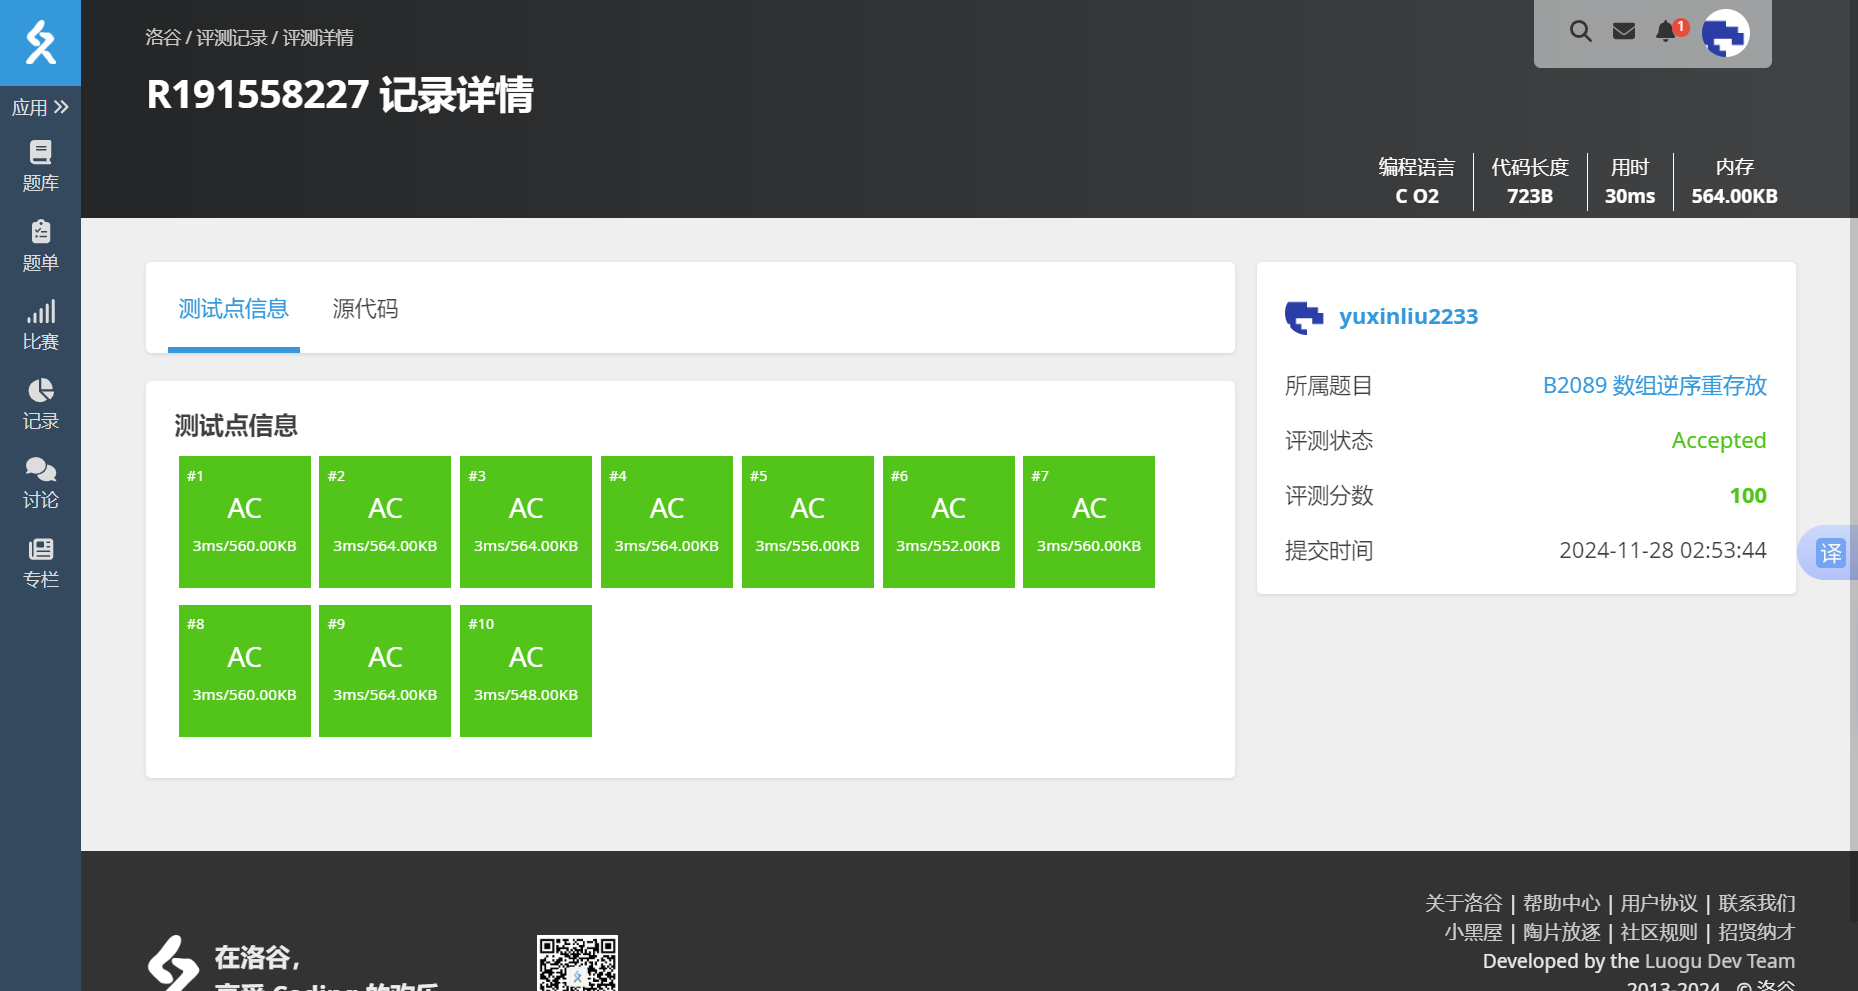 洛谷 / 评测记录 / 评测详情
R191558227 记录详情
1
编程语言 代码长度 用时 内存
C O2 723B 30ms 564.00KB
应用
题库
题单
比赛
记录
讨论
专栏
测试点信息 源代码
测试点信息
#1 #2 #3 #4 #5 #6 #7
AC AC AC AC AC AC AC
3ms/560.00KB 3ms/564.00KB 3ms/564.00KB 3ms/564.00KB 3ms/556.00KB 3ms/552.00KB 3ms/560.00KB
#8 #9 #10
AC AC AC
3ms/560.00KB 3ms/564.00KB 3ms/548.00KB
yuxinliu2233
所属题目 B2089 数组逆序重存放
评测状态 Accepted
评测分数 100
提交时间 2024-11-28 02:53:44
译
在洛谷，
享受 Coding 的欢乐
关于洛谷 | 帮助中心 | 用户协议 | 联系我们
小黑屋 | 陶片放逐 | 社区规则 | 招贤纳才
Developed by the Luogu Dev Team
2013-2024 , © 洛谷